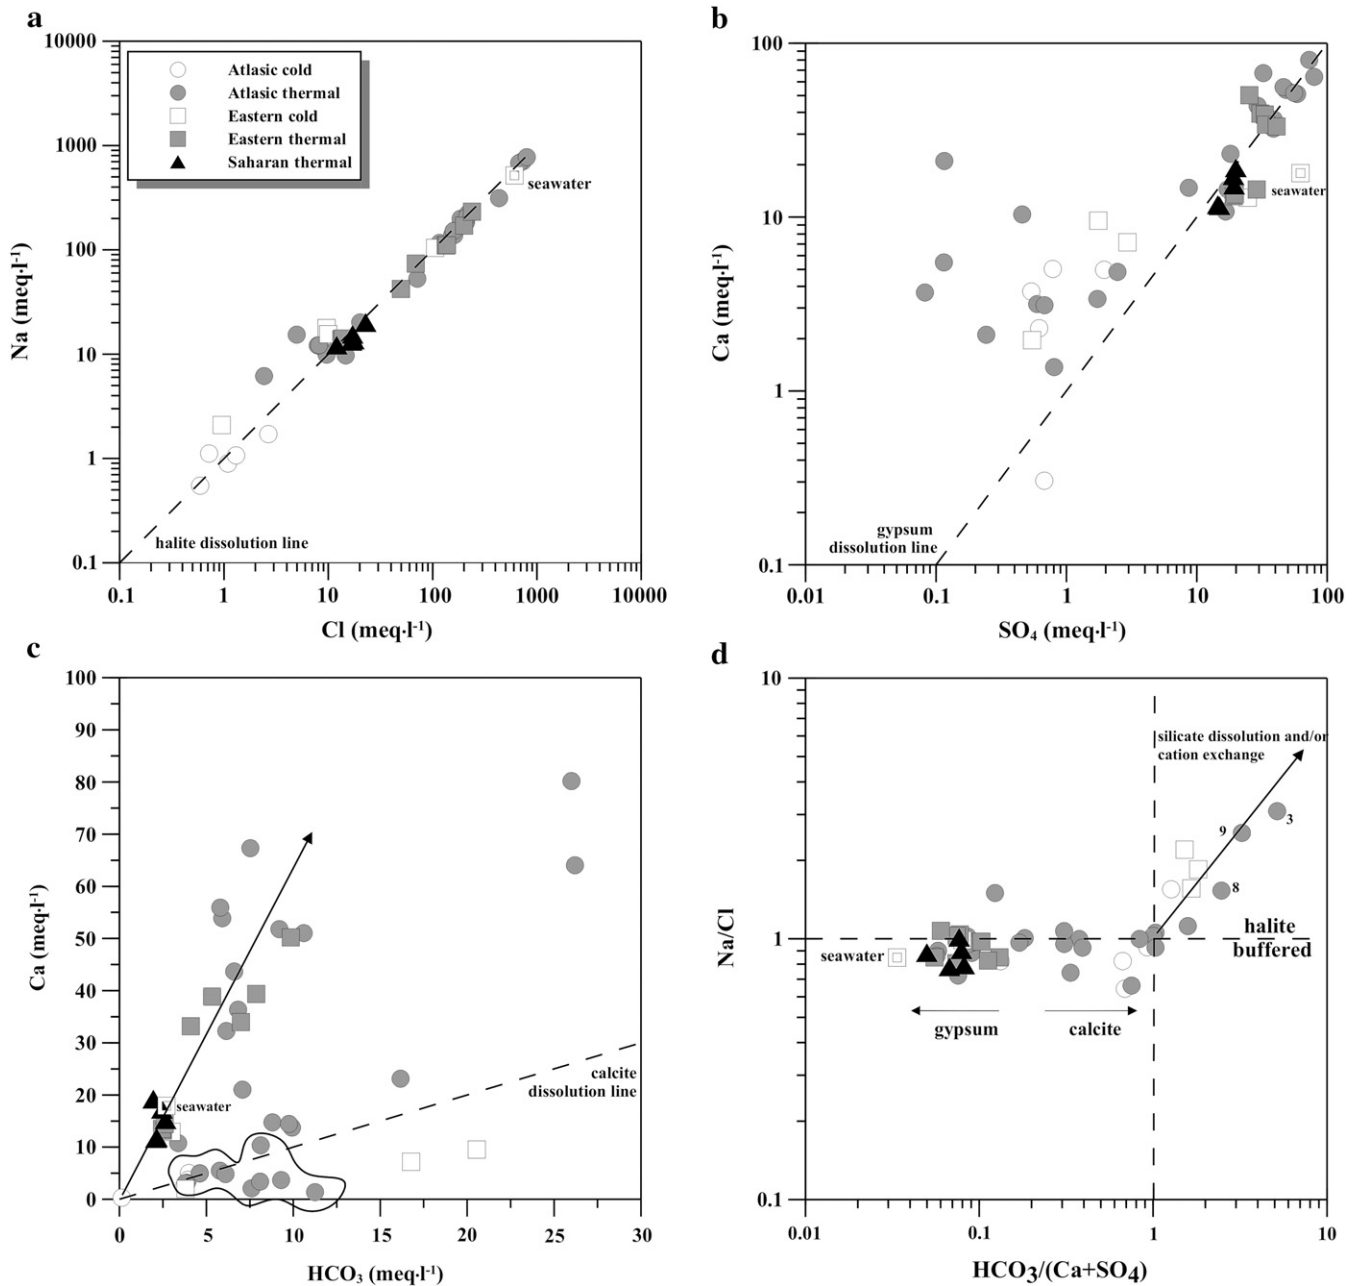 a
10000
1000
100
10
1
0.1
Na (meq·l⁻¹)
Atlasic cold
Atlasic thermal
Eastern cold
Eastern thermal
Saharan thermal
seawater
halite dissolution line
0.1
1
10
100
1000
10000
Cl (meq·l⁻¹)
b
100
10
1
0.1
Ca (meq·l⁻¹)
seawater
gypsum
dissolution line
0.01
0.1
1
10
100
SO₄ (meq·l⁻¹)
c
100
90
80
70
60
50
40
30
20
10
0
Ca (meq·l⁻¹)
calcite
dissolution line
seawater
0
5
10
15
20
25
30
HCO₃ (meq·l⁻¹)
d
10
1
0.1
Na/Cl
silicate dissolution and/or
cation exchange
9
3
8
halite
buffered
seawater
gypsum
calcite
0.01
0.1
1
10
HCO₃/(Ca+SO₄)